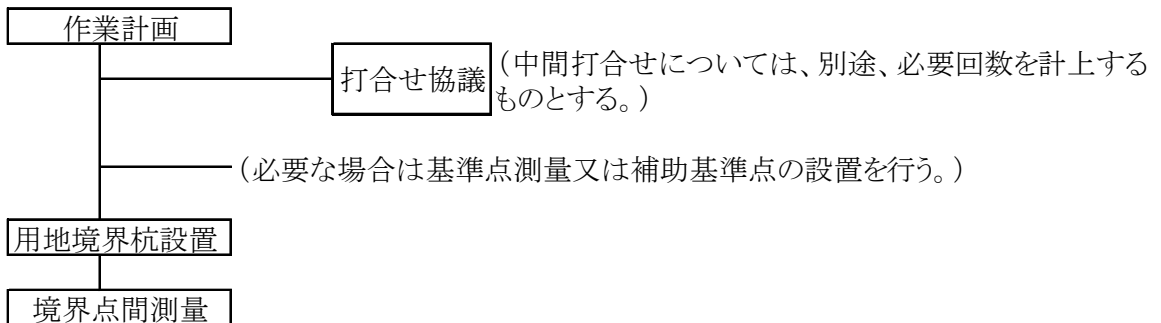 作業計画
打合せ協議
（中間打合せについては、別途、必要回数を計上する
ものとする。）
（必要な場合は基準点測量又は補助基準点の設置を行う。）
用地境界杭設置
境界点間測量